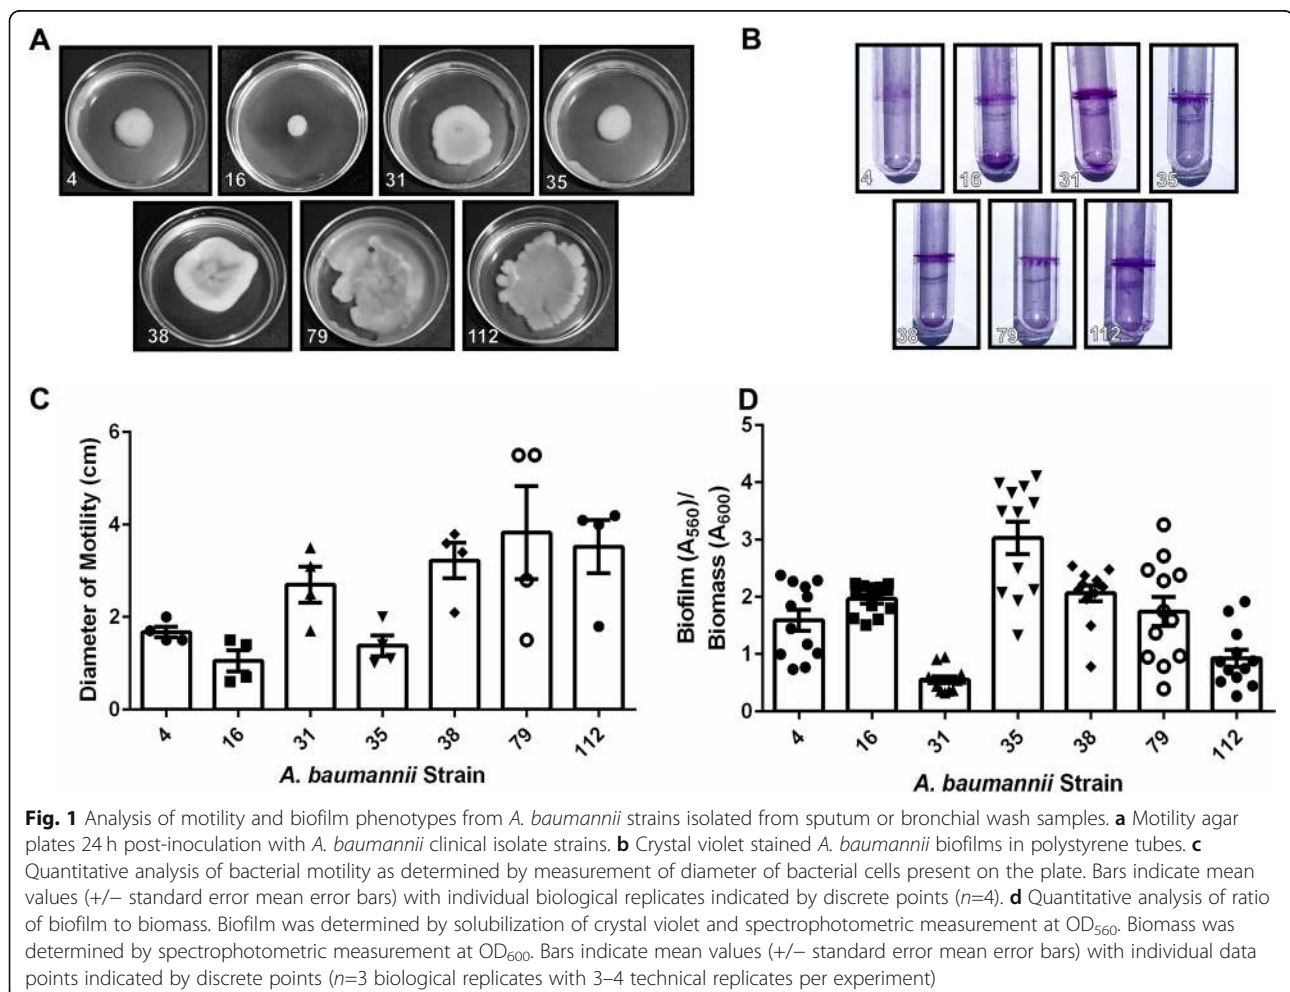 A
B
4
16
31
35
4
16
31
35
38
79
112
38
79
112
C
D
Diameter of Motility (cm)
6
4
2
0
4
16
31
35
38
79
112
A. baumannii Strain
Biofilm (A560)/
Biomass (A600)
5
4
3
2
1
0
4
16
31
35
38
79
112
A. baumannii Strain
Fig. 1 Analysis of motility and biofilm phenotypes from A. baumannii strains isolated from sputum or bronchial wash samples. a Motility agar
plates 24 h post-inoculation with A. baumannii clinical isolate strains. b Crystal violet stained A. baumannii biofilms in polystyrene tubes. c
Quantitative analysis of bacterial motility as determined by measurement of diameter of bacterial cells present on the plate. Bars indicate mean
values (+/− standard error mean error bars) with individual biological replicates indicated by discrete points (n=4). d Quantitative analysis of ratio
of biofilm to biomass. Biofilm was determined by solubilization of crystal violet and spectrophotometric measurement at OD560. Biomass was
determined by spectrophotometric measurement at OD600. Bars indicate mean values (+/− standard error mean error bars) with individual data
points indicated by discrete points (n=3 biological replicates with 3–4 technical replicates per experiment)